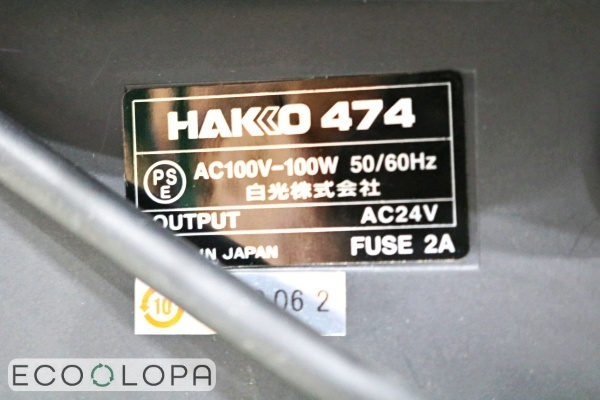 HAKKO 474
PS
E
AC100V-100W 50/60Hz
白光株式会社
OUTPUT AC24V
IN JAPAN FUSE 2A
10 06 2
ECOOLOPA